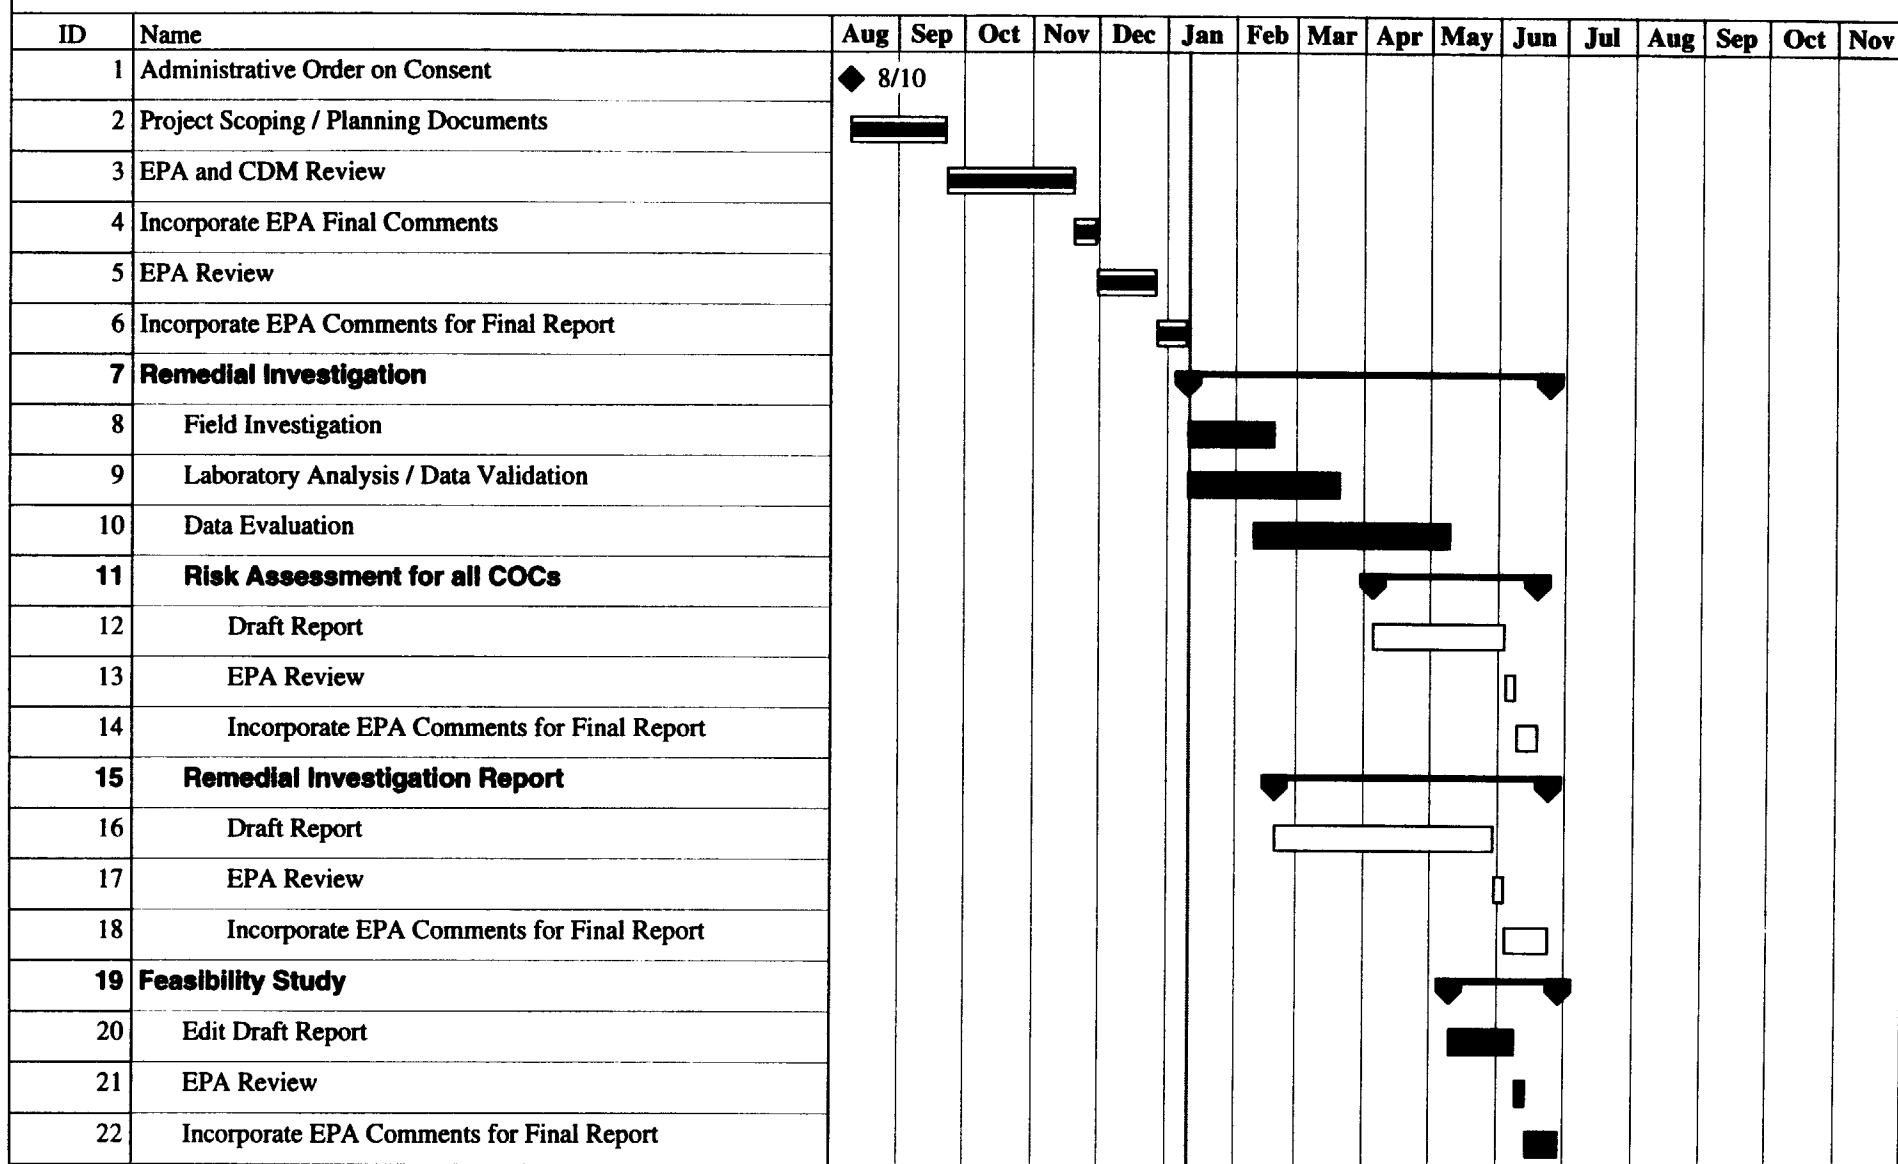 ID Name Aug Sep Oct Nov Dec Jan Feb Mar Apr May Jun Jul Aug Sep Oct Nov
1 Administrative Order on Consent 8/10
2 Project Scoping / Planning Documents
3 EPA and CDM Review
4 Incorporate EPA Final Comments
5 EPA Review
6 Incorporate EPA Comments for Final Report
7 Remedial Investigation
8 Field Investigation
9 Laboratory Analysis / Data Validation
10 Data Evaluation
11 Risk Assessment for all COCs
12 Draft Report
13 EPA Review
14 Incorporate EPA Comments for Final Report
15 Remedial Investigation Report
16 Draft Report
17 EPA Review
18 Incorporate EPA Comments for Final Report
19 Feasibility Study
20 Edit Draft Report
21 EPA Review
22 Incorporate EPA Comments for Final Report